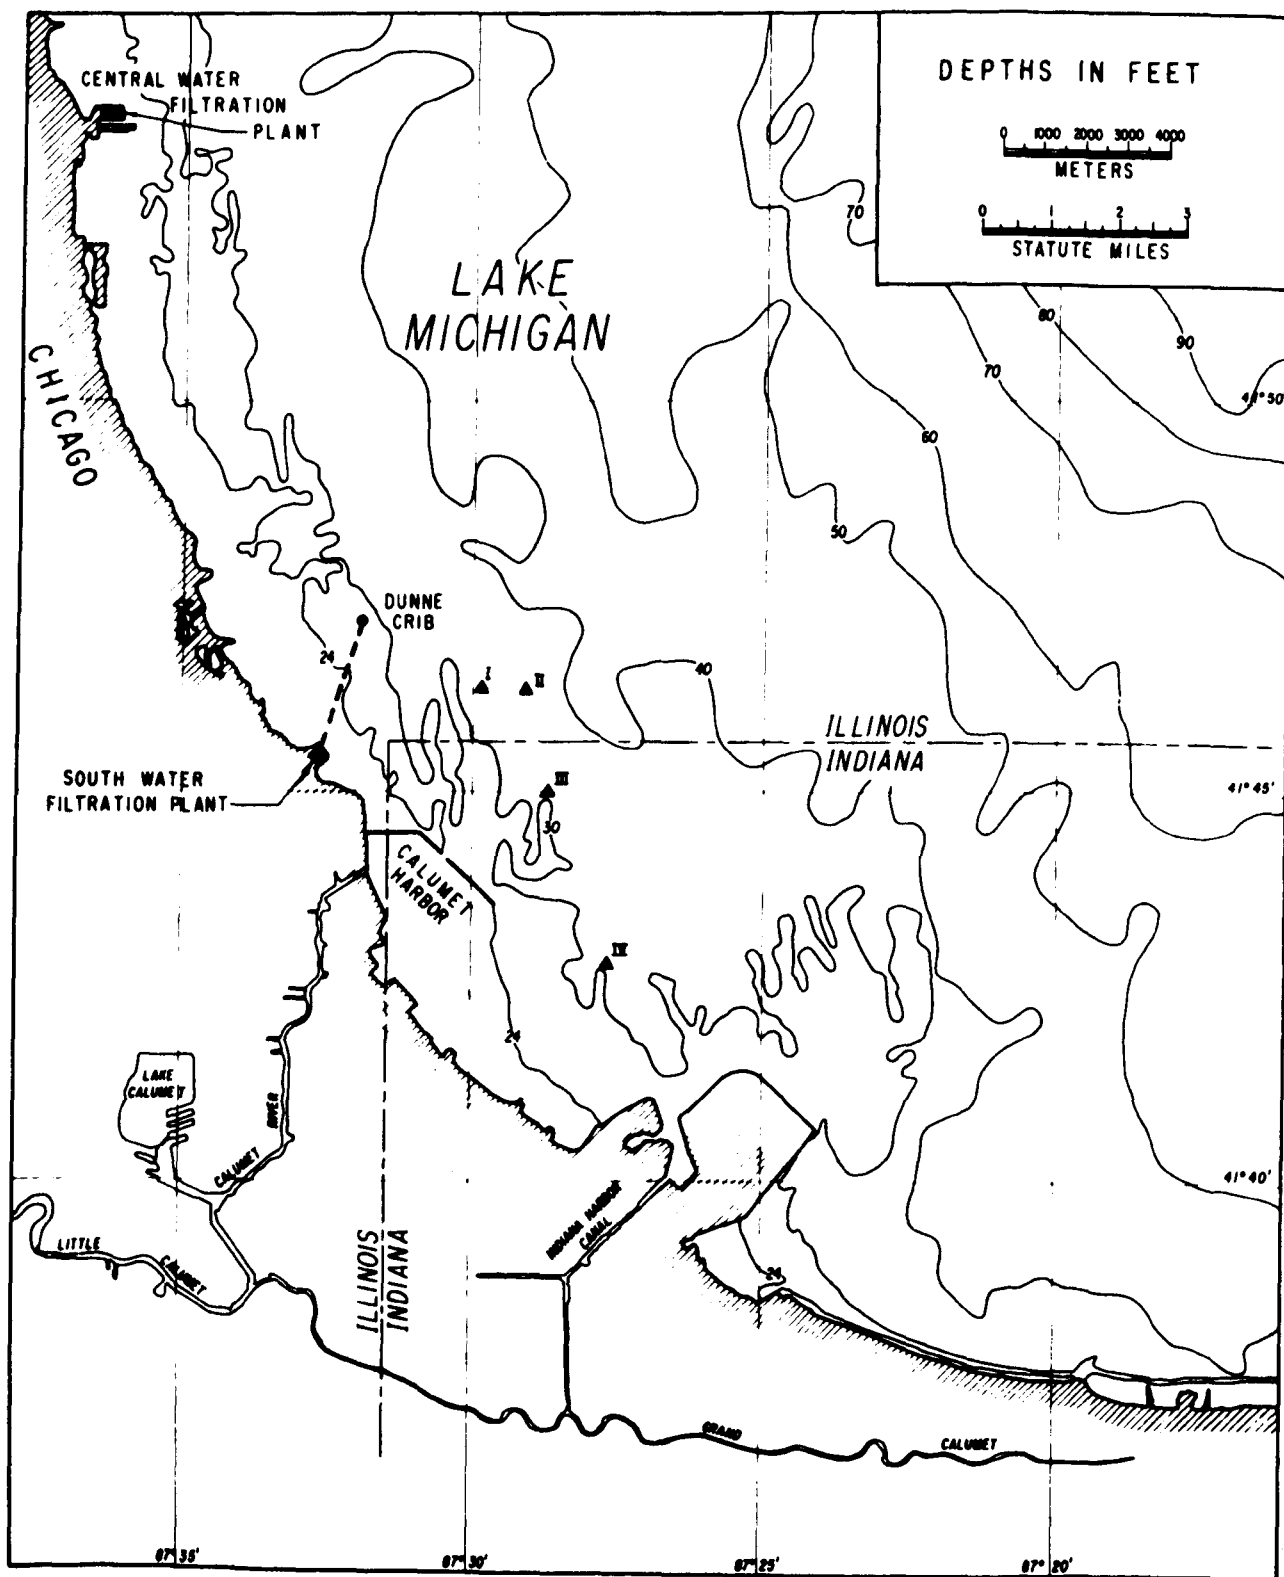 DEPTHS IN FEET
0 1000 2000 3000 4000
METERS
0 1 2 3
STATUTE MILES
CENTRAL WATER
FILTRATION
PLANT
LAKE
MICHIGAN
CHICAGO
70
80
90
70
60
50
41°50'
DUNNE
CRIB
24
I
II
40
ILLINOIS
INDIANA
SOUTH WATER
FILTRATION PLANT
III
30
41°45'
CALUMET
HARBOR
IV
24
LAKE
CALUMET
CALUMET RIVER
41°40'
INDIANA HARBOR
CANAL
LITTLE CALUMET
ILLINOIS
INDIANA
24
GRAND CALUMET
87°35'
87°30'
87°25'
87°20'